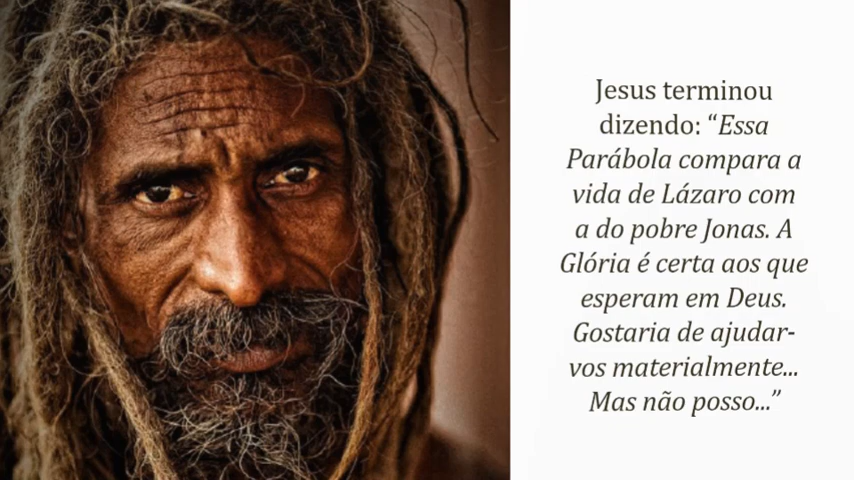 Jesus terminou
dizendo: “Essa
Parábola compara a
vida de Lázaro com
a do pobre Jonas. A
Glória é certa aos que
esperam em Deus.
Gostaria de ajudar-
vos materialmente...
Mas não posso...”